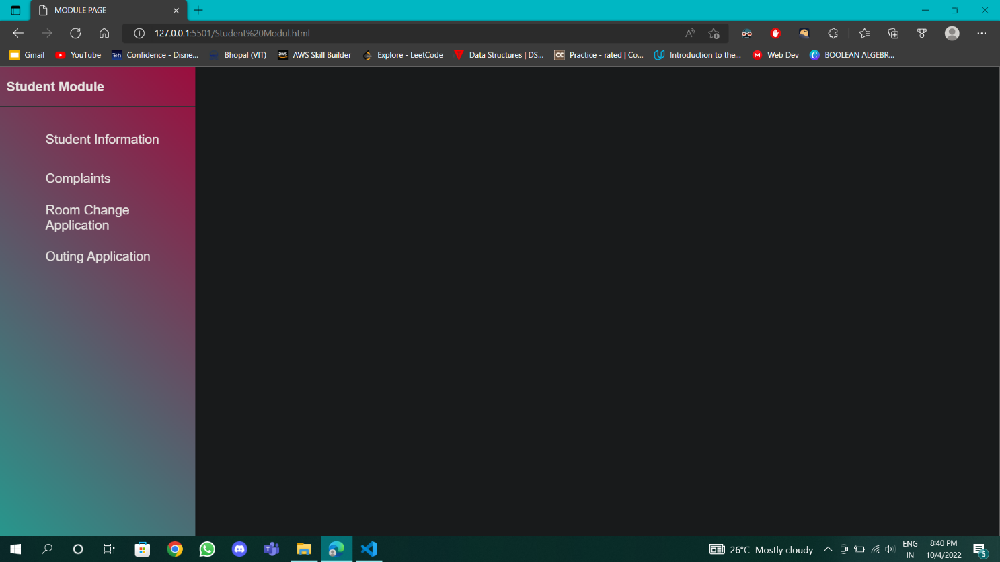 MODULE PAGE
127.0.0.1:5501/Student%20Modul.html
Gmail
YouTube
Confidence - Disne...
Bhopal (VIT)
AWS Skill Builder
Explore - LeetCode
Data Structures | DS...
Practice - rated | Co...
Introduction to the...
Web Dev
BOOLEAN ALGEBR...
Student Module
Student Information
Complaints
Room Change
Application
Outing Application
26°C Mostly cloudy
ENG
IN
8:40 PM
10/4/2022
5